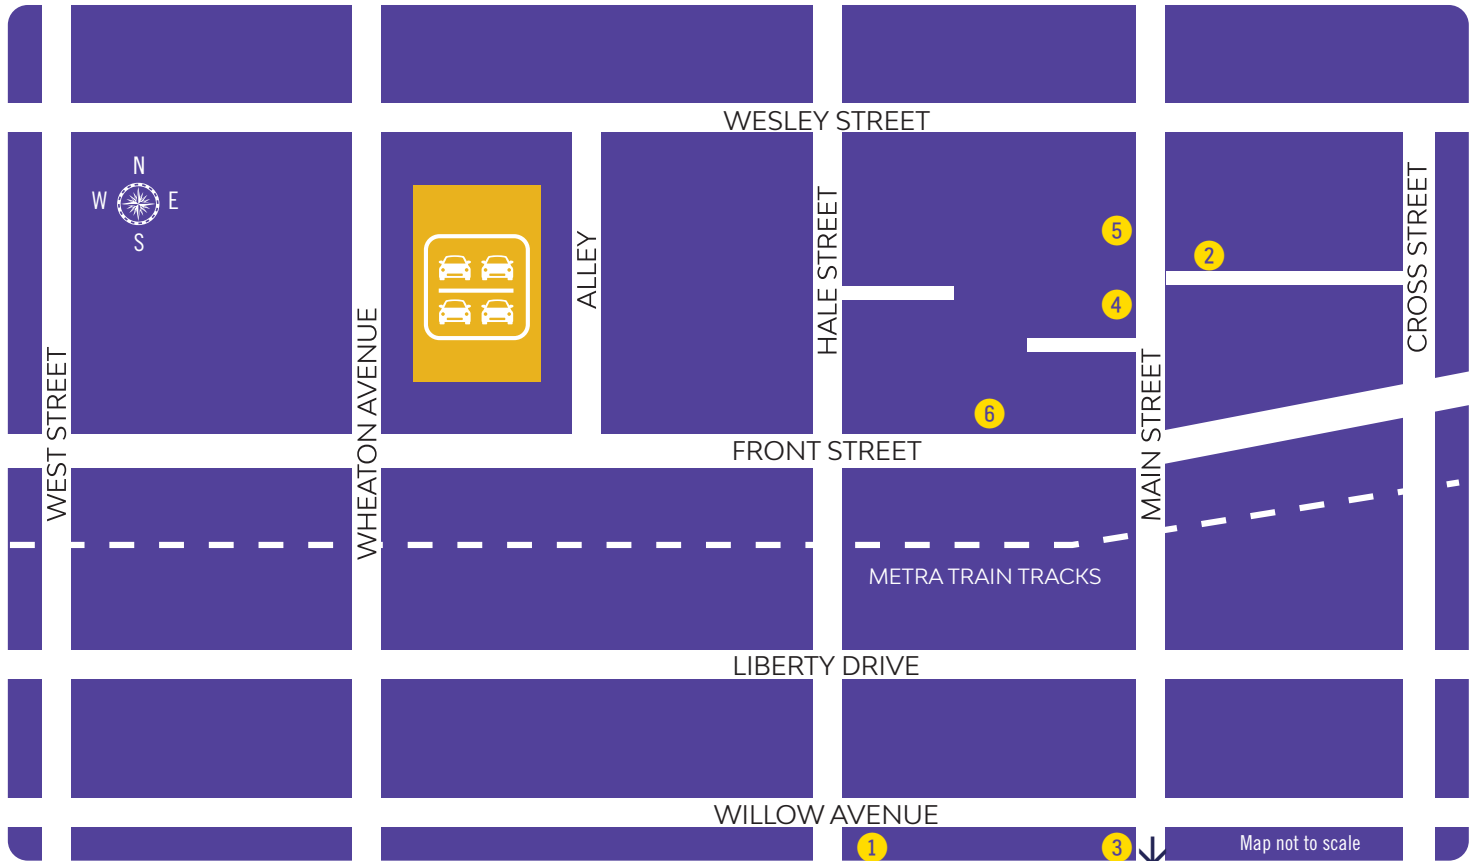 WESLEY STREET
N
W
E
S
5
2
4
ALLEY
HALE STREET
CROSS STREET
WEST STREET
WHEATON AVENUE
MAIN STREET
6
FRONT STREET
METRA TRAIN TRACKS
LIBERTY DRIVE
WILLOW AVENUE
1
3
Map not to scale